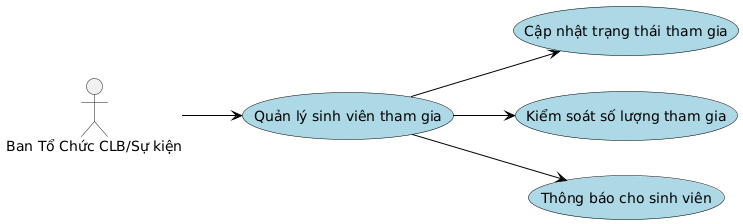 Cập nhật trạng thái tham gia
Ban Tổ Chức CLB/Sự kiện
Quản lý sinh viên tham gia
Kiểm soát số lượng tham gia
Thông báo cho sinh viên